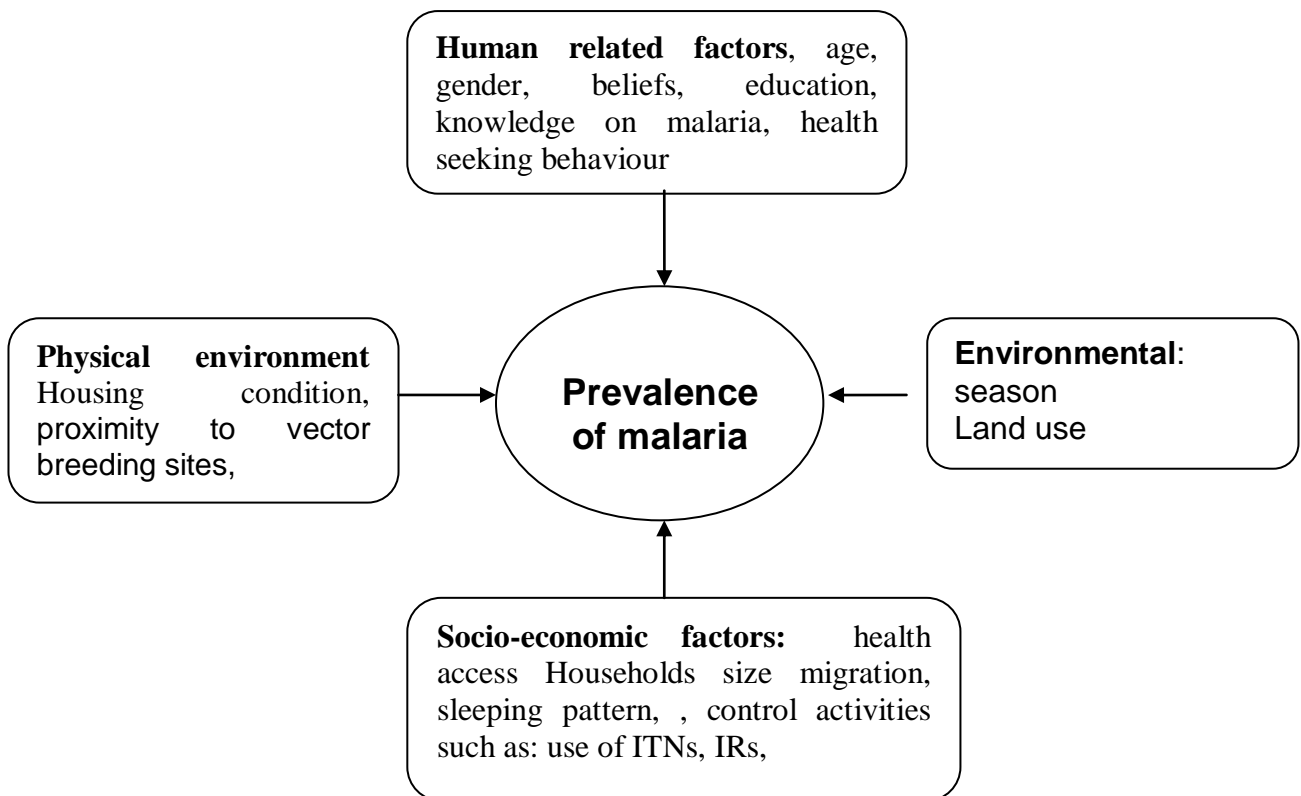 Human related factors, age,
gender, beliefs, education,
knowledge on malaria, health
seeking behaviour
Physical environment
Housing condition,
proximity to vector
breeding sites,
Prevalence
of malaria
Environmental:
season
Land use
Socio-economic factors: health
access Households size migration,
sleeping pattern, , control activities
such as: use of ITNs, IRs,